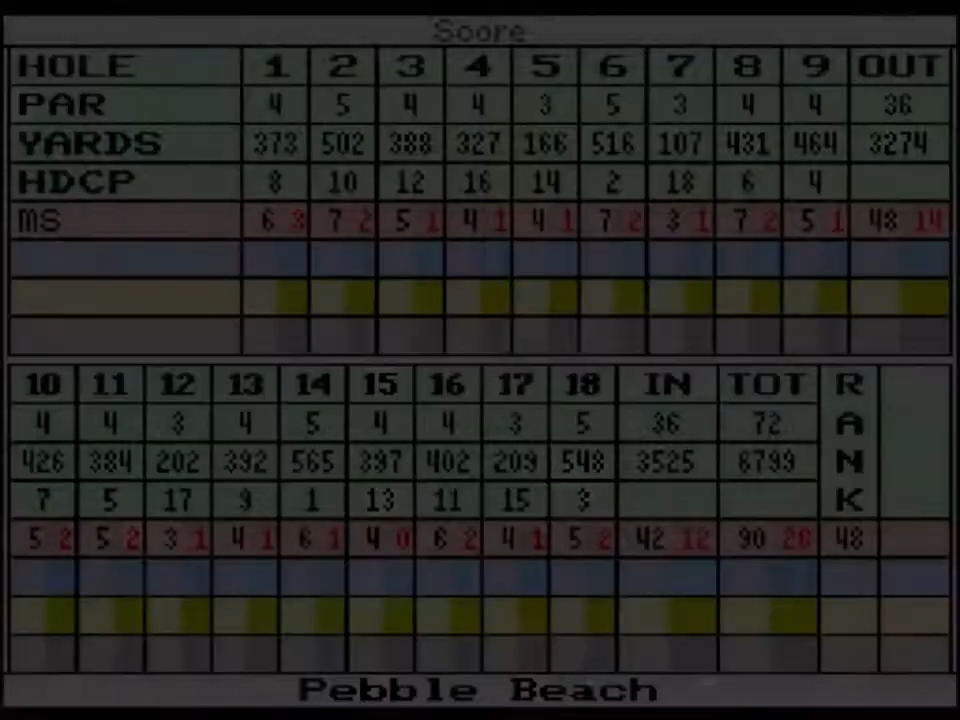 Score
HOLE 1 2 3 4 5 6 7 8 9 OUT
PAR 4 5 4 4 3 5 3 4 4 36
YARDS 373 502 388 327 166 516 107 431 464 3274
HDCP 8 10 12 16 14 2 18 6 4
MS 6 3 7 2 5 1 4 1 4 1 7 2 3 1 7 2 5 1 48 14
10 11 12 13 14 15 16 17 18 IN TOT R
4 4 3 4 5 4 4 3 5 36 72 A
426 384 202 392 565 397 402 209 548 3525 6799 N
7 5 17 9 1 13 11 15 3 K
5 2 5 2 3 1 4 1 6 1 4 0 6 2 4 1 5 2 42 12 90 26 48
Pebble Beach